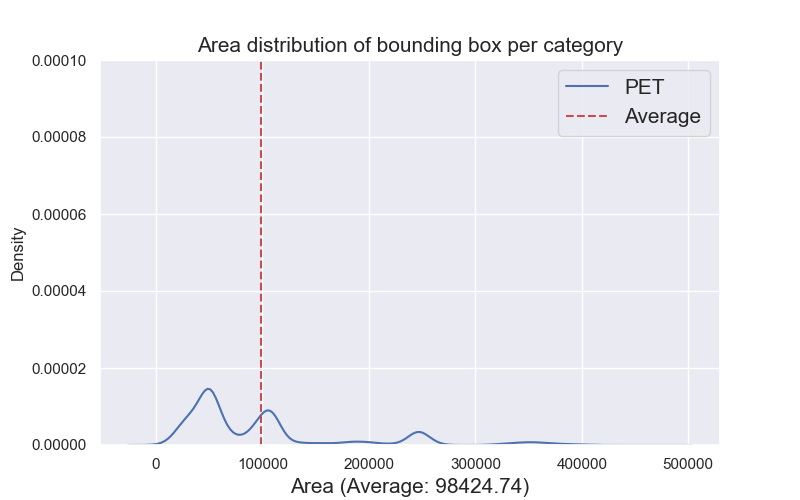 Area distribution of bounding box per category
0.00010
0.00008
0.00006
0.00004
0.00002
0.00000
Density
PET
Average
0
100000
200000
300000
400000
500000
Area (Average: 98424.74)